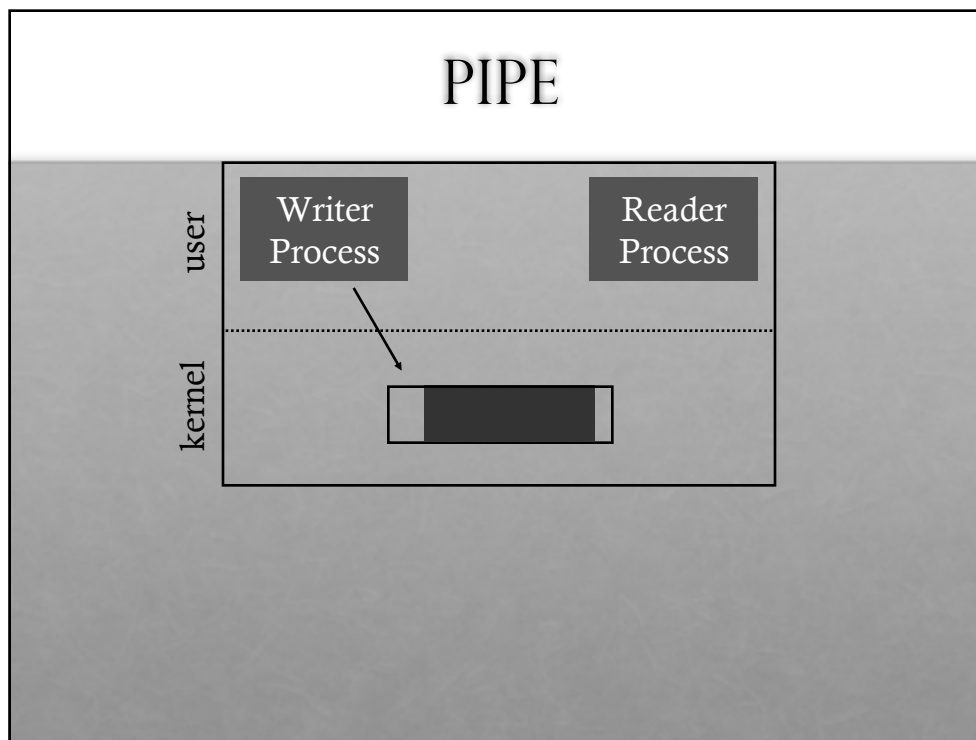 PIPE
user
Writer
Process
Reader
Process
kernel